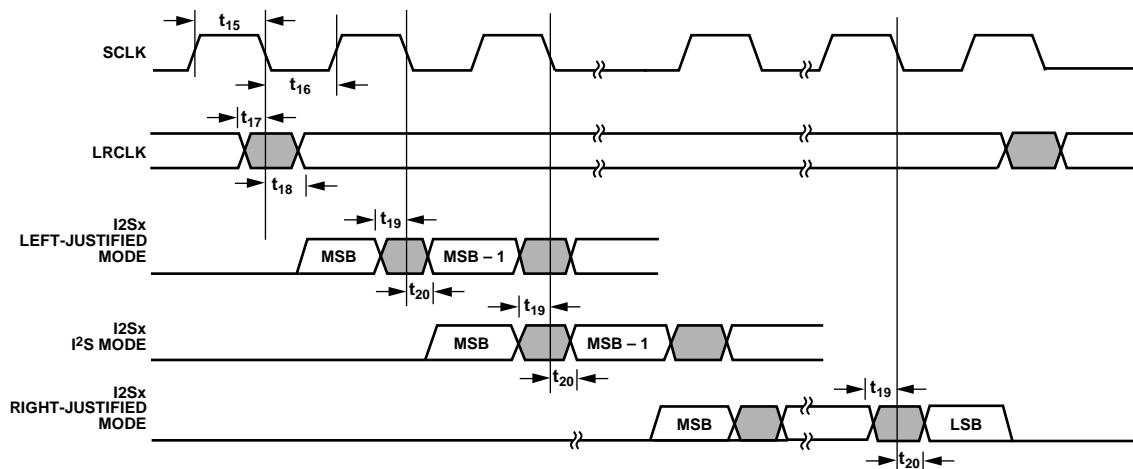 t15
SCLK
t16
t17
LRCLK
t18
I2Sx
LEFT-JUSTIFIED
MODE
t19
MSB
MSB – 1
t20
I2Sx
I2S MODE
t19
MSB
MSB – 1
t20
I2Sx
RIGHT-JUSTIFIED
MODE
t19
MSB
LSB
t20